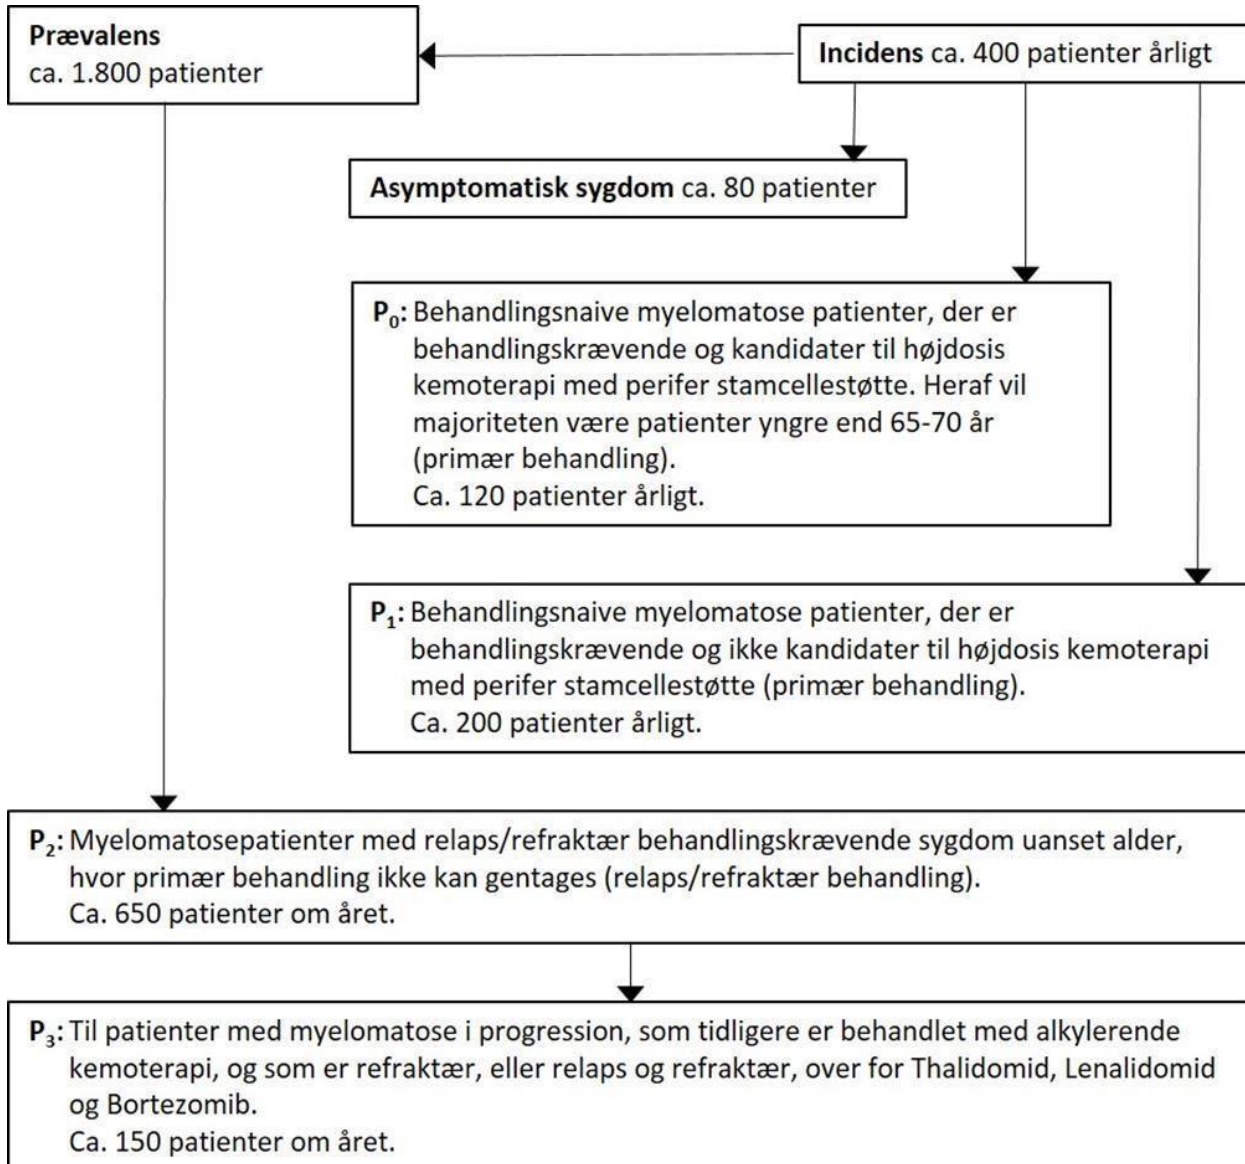 Prævalens
ca. 1.800 patienter
Incidens ca. 400 patienter årligt
Asymptomatisk sygdom ca. 80 patienter
P₀: Behandlingsnaive myelomatose patienter, der er
behandlingskrævende og kandidater til højdosis
kemoterapi med perifer stamcellestøtte. Heraf vil
majoriteten være patienter yngre end 65-70 år
(primær behandling).
Ca. 120 patienter årligt.
P₁: Behandlingsnaive myelomatose patienter, der er
behandlingskrævende og ikke kandidater til højdosis kemoterapi
med perifer stamcellestøtte (primær behandling).
Ca. 200 patienter årligt.
P₂: Myelomatosepatienter med relaps/refraktær behandlingskrævende sygdom uanset alder,
hvor primær behandling ikke kan gentages (relaps/refraktær behandling).
Ca. 650 patienter om året.
P₃: Til patienter med myelomatose i progression, som tidligere er behandlet med alkylerende
kemoterapi, og som er refraktær, eller relaps og refraktær, over for Thalidomid, Lenalidomid
og Bortezomib.
Ca. 150 patienter om året.